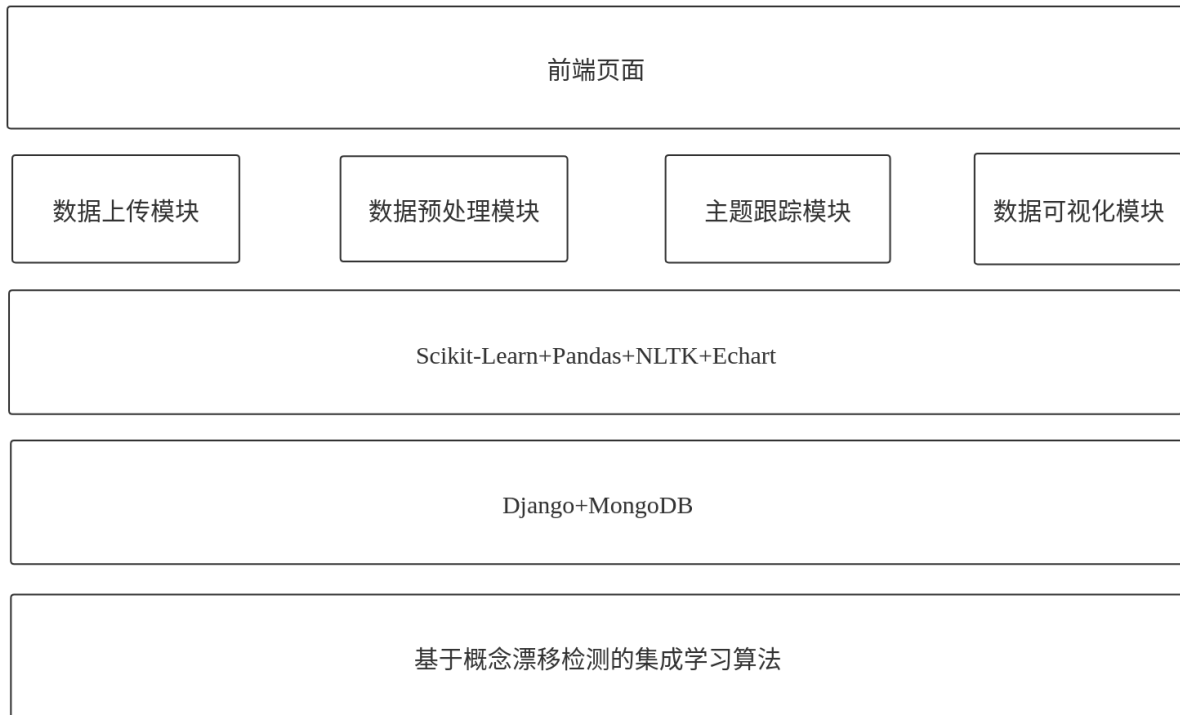 前端页面
数据上传模块
数据预处理模块
主题跟踪模块
数据可视化模块
Scikit-Learn+Pandas+NLTK+Echart
Django+MongoDB
基于概念漂移检测的集成学习算法